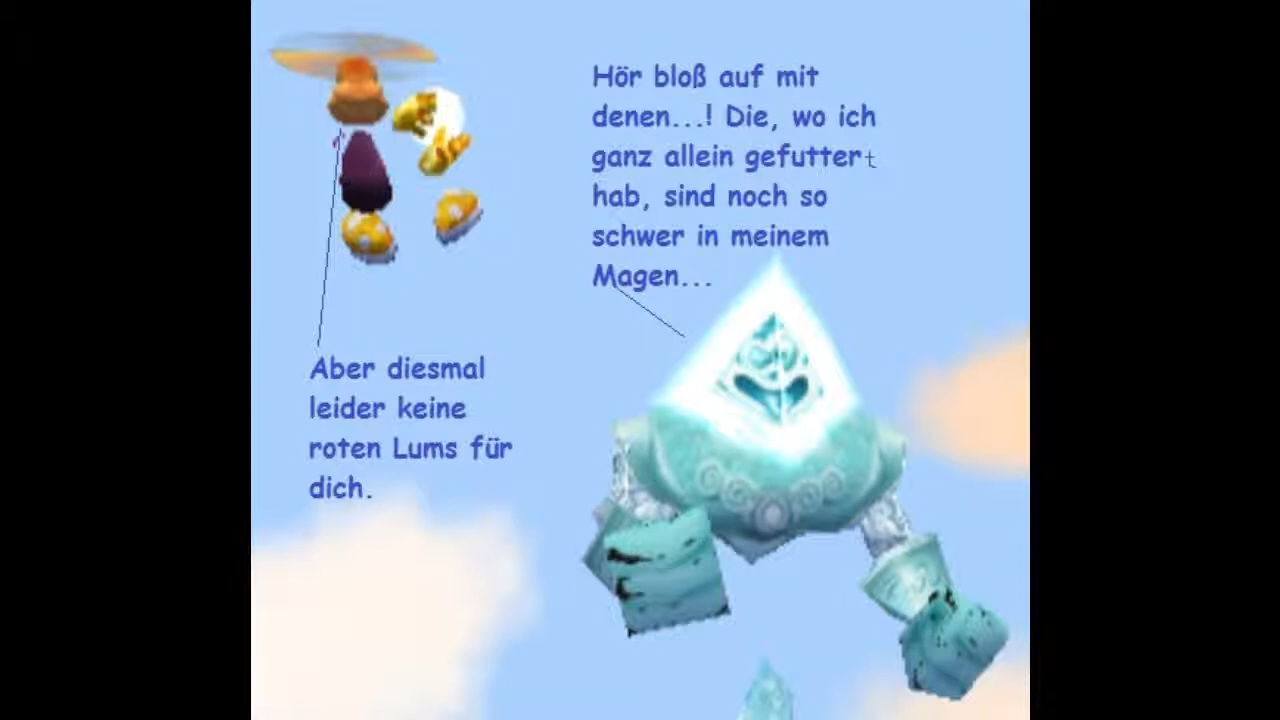 Hör bloß auf mit
denen...! Die, wo ich
ganz allein gefuttert
hab, sind noch so
schwer in meinem
Magen...
Aber diesmal
leider keine
roten Lums für
dich.